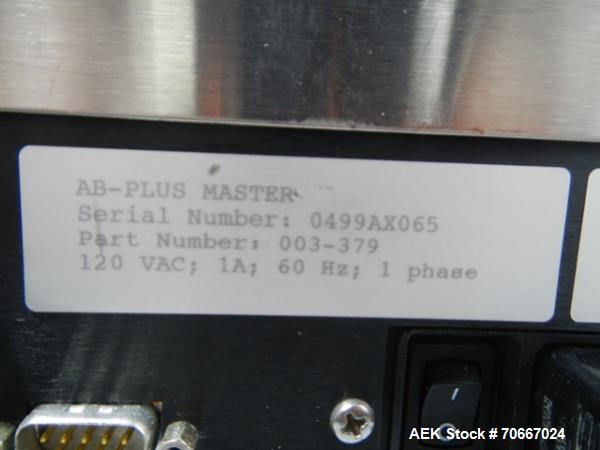 AB-PLUS MASTER
Serial Number: 0499AX065
Part Number: 003-379
120 VAC; 1A; 60 Hz; 1 phase
AEK Stock # 70667024